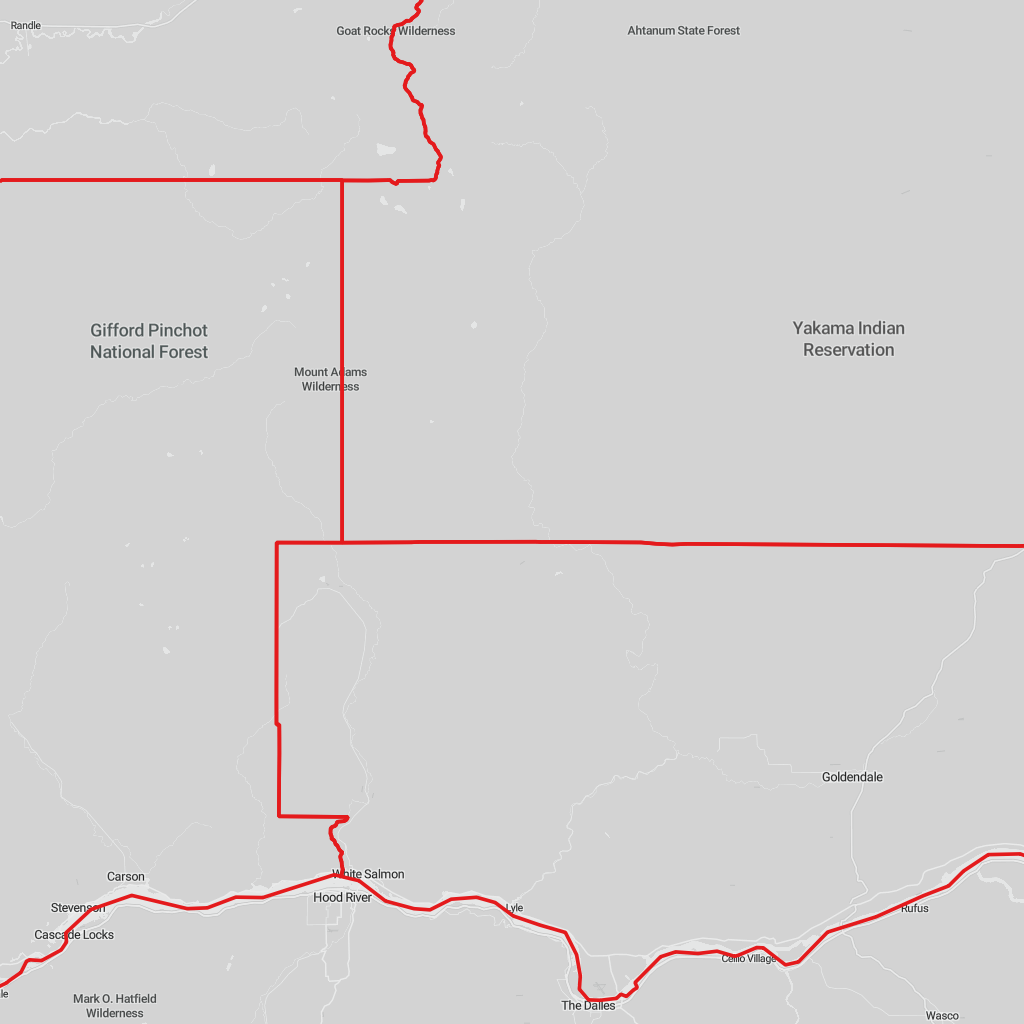 Randle
Goat Rocks Wilderness
Ahtanum State Forest
Gifford Pinchot
National Forest
Yakama Indian
Reservation
Mount Adams
Wilderness
Goldendale
White Salmon
Carson
Hood River
Stevenson
Lyle
Rufus
Cascade Locks
Celilo Village
le
Mark O. Hatfield
Wilderness
The Dalles
Wasco